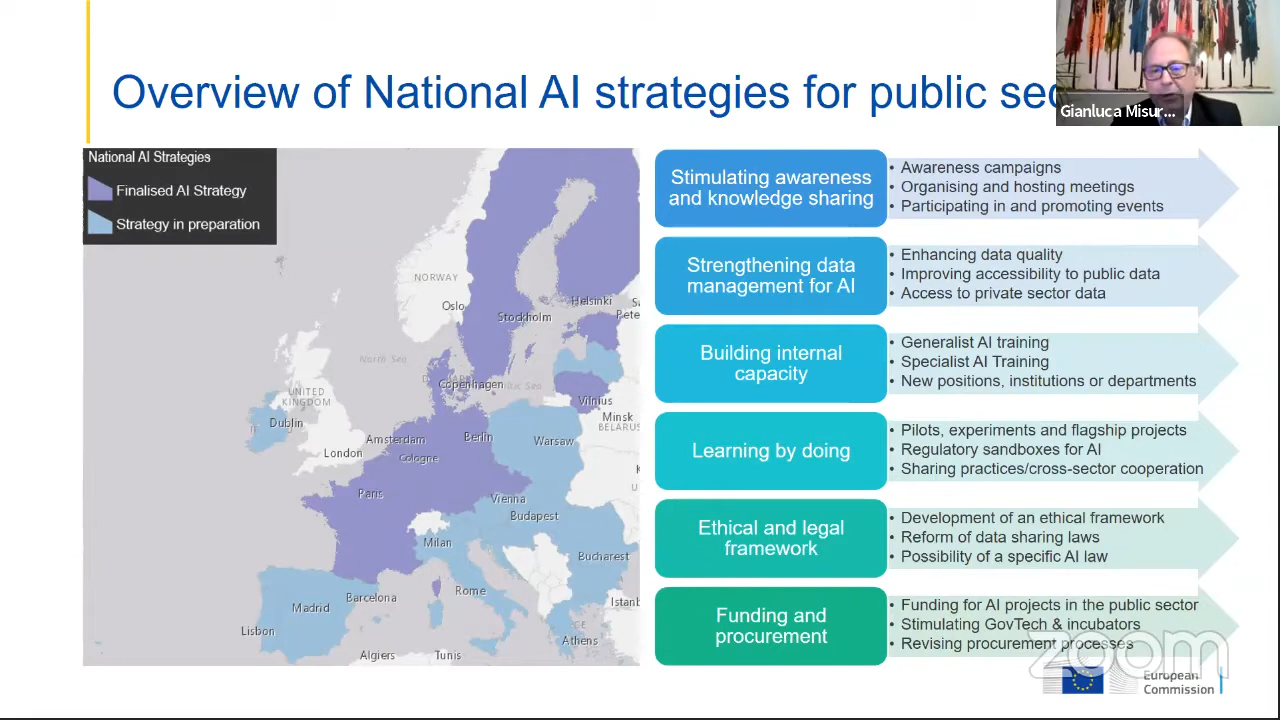 Overview of National AI strategies for public sec
Gianluca Misur...
National AI Strategies
Finalised AI Strategy
Strategy in preparation
NORWAY
Oslo
Helsinki
Stockholm
North Sea
Copenhagen
UNITED
KINGDOM
Vilnius
Dublin
Minsk
BELARUS
Amsterdam
Berlin
Warsaw
London
Cologne
Paris
Vienna
Budapest
Milan
Bucharest
Barcelona
Rome
Madrid
Istanb
Lisbon
Athens
Algiers
Tunis
Stimulating awareness
and knowledge sharing
• Awareness campaigns
• Organising and hosting meetings
• Participating in and promoting events
Strengthening data
management for AI
• Enhancing data quality
• Improving accessibility to public data
• Access to private sector data
Building internal
capacity
• Generalist AI training
• Specialist AI Training
• New positions, institutions or departments
Learning by doing
• Pilots, experiments and flagship projects
• Regulatory sandboxes for AI
• Sharing practices/cross-sector cooperation
Ethical and legal
framework
• Development of an ethical framework
• Reform of data sharing laws
• Possibility of a specific AI law
Funding and
procurement
• Funding for AI projects in the public sector
• Stimulating GovTech & incubators
• Revising procurement processes
zoom
European
Commission